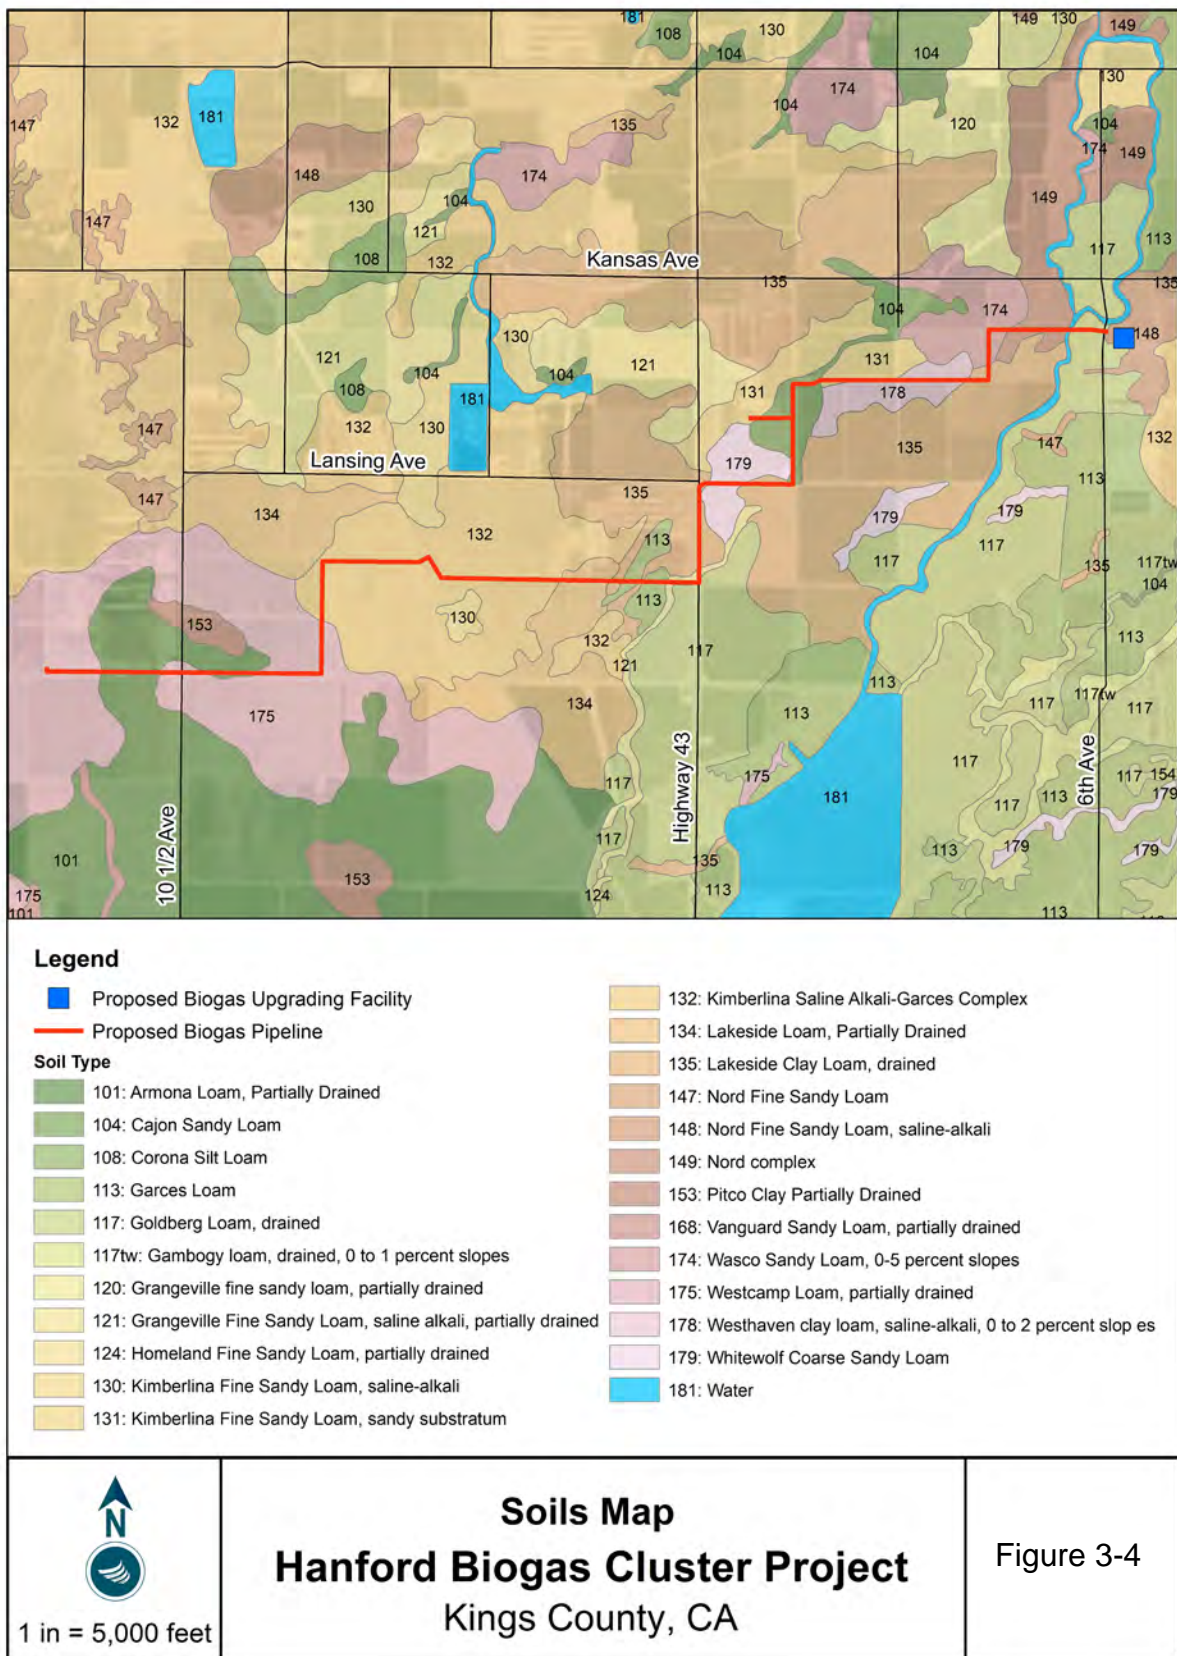 181
108
104
130
149
130
149
104
130
147
132
181
135
174
104
120
104
149
174
148
174
149
147
130
104
121
108
132
Kansas Ave
135
117
113
135
104
174
148
130
121
104
121
131
108
104
181
131
178
147
132
130
135
147
132
Lansing Ave
179
113
147
134
135
132
179
179
113
117
117
135
117tw
104
113
130
153
132
121
117
113
113
117
117tw
117
175
134
113
10 1/2 Ave
Highway 43
6th Ave
117
175
181
117
117
113
117
154
179
101
153
117
135
113
179
179
175
101
124
113
113
Legend
Proposed Biogas Upgrading Facility
Proposed Biogas Pipeline
Soil Type
101: Armona Loam, Partially Drained
104: Cajon Sandy Loam
108: Corona Silt Loam
113: Garces Loam
117: Goldberg Loam, drained
117tw: Gambogy loam, drained, 0 to 1 percent slopes
120: Grangeville fine sandy loam, partially drained
121: Grangeville Fine Sandy Loam, saline alkali, partially drained
124: Homeland Fine Sandy Loam, partially drained
130: Kimberlina Fine Sandy Loam, saline-alkali
131: Kimberlina Fine Sandy Loam, sandy substratum
132: Kimberlina Saline Alkali-Garces Complex
134: Lakeside Loam, Partially Drained
135: Lakeside Clay Loam, drained
147: Nord Fine Sandy Loam
148: Nord Fine Sandy Loam, saline-alkali
149: Nord complex
153: Pitco Clay Partially Drained
168: Vanguard Sandy Loam, partially drained
174: Wasco Sandy Loam, 0-5 percent slopes
175: Westcamp Loam, partially drained
178: Westhaven clay loam, saline-alkali, 0 to 2 percent slop es
179: Whitewolf Coarse Sandy Loam
181: Water
N
1 in = 5,000 feet
Soils Map
Hanford Biogas Cluster Project
Kings County, CA
Figure 3-4